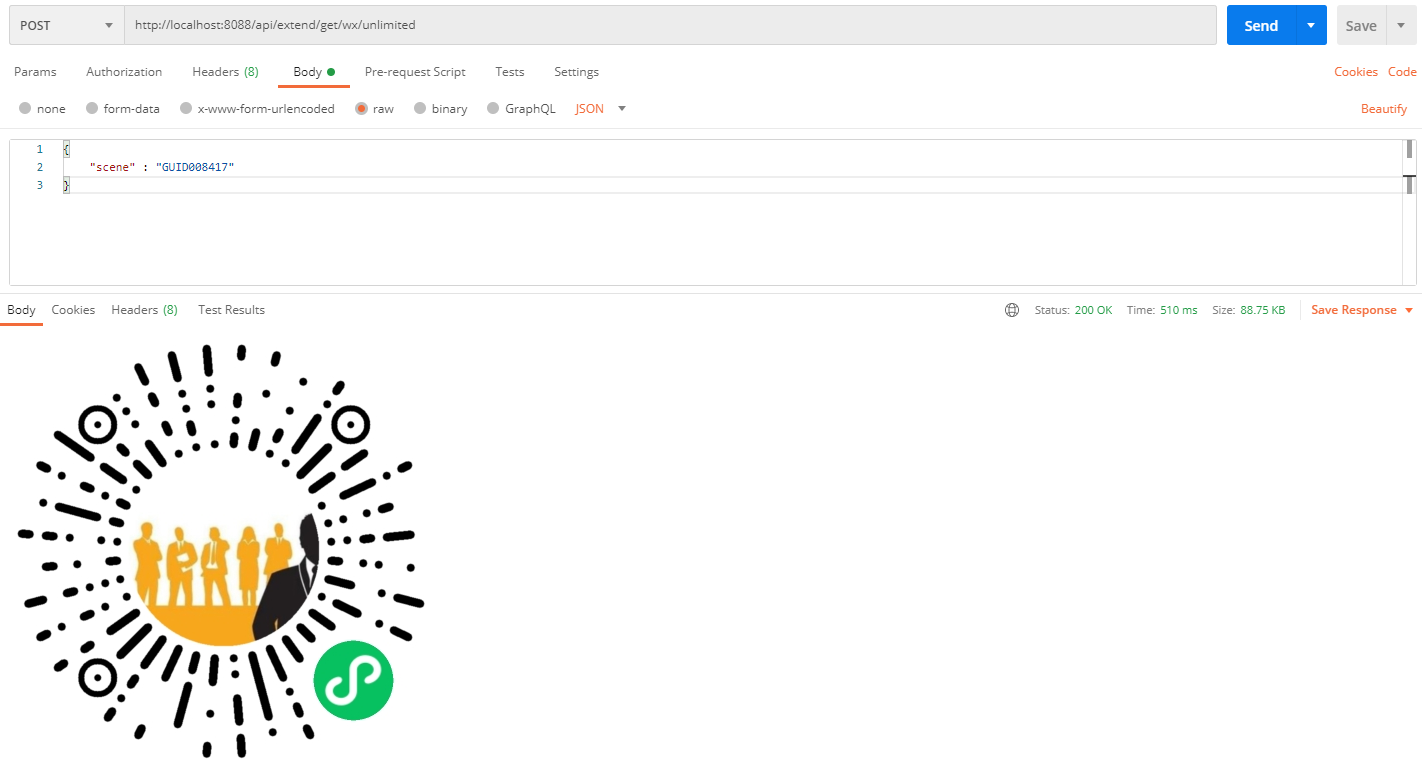 POST http://localhost:8088/api/extend/get/wx/unlimited Send Save
Params Authorization Headers (8) Body Pre-request Script Tests Settings Cookies Code
none form-data x-www-form-urlencoded raw binary GraphQL JSON Beautify
1 {
2 "scene" : "GUID008417"
3 }
Body Cookies Headers (8) Test Results Status: 200 OK Time: 510 ms Size: 88.75 KB Save Response